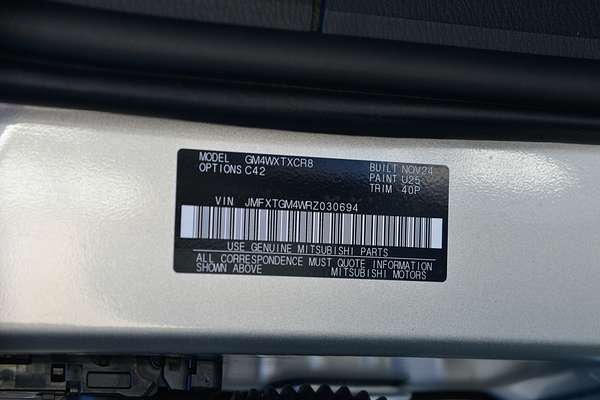 MODEL GM4WXTXCR8 BUILT NOV24
OPTIONS C42 PAINT U25
TRIM 40P
VIN JMFXTGM4WRZ030694
USE GENUINE MITSUBISHI PARTS
ALL CORRESPONDENCE MUST QUOTE INFORMATION
SHOWN ABOVE MITSUBISHI MOTORS